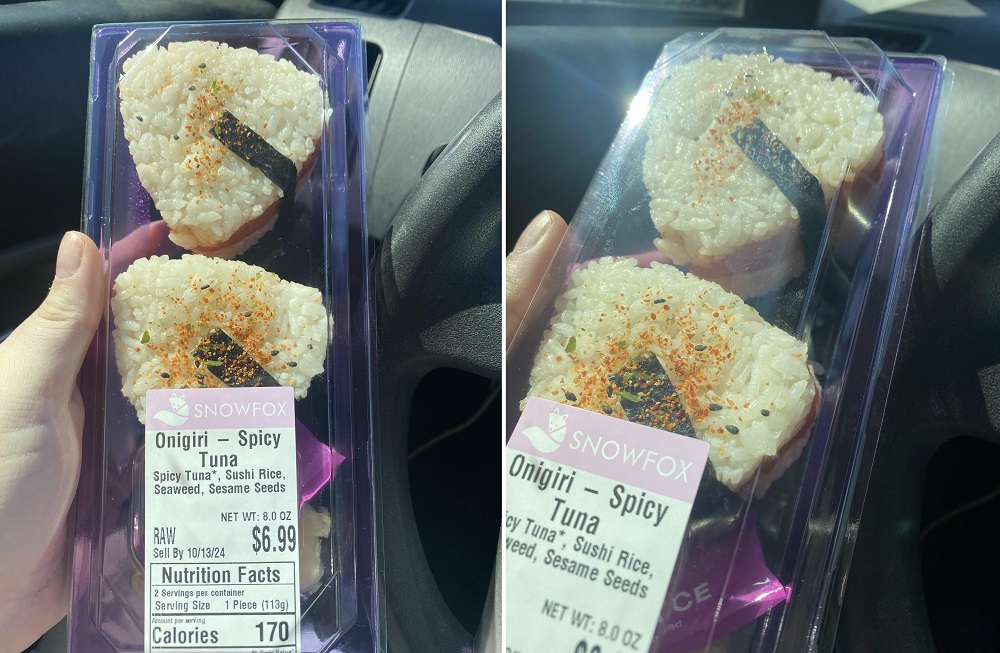 SNOWFOX
Onigiri – Spicy
Tuna
Spicy Tuna*, Sushi Rice,
Seaweed, Sesame Seeds
NET WT: 8.0 OZ
RAW
$6.99
Sell By 10/13/24
Nutrition Facts
2 Servings per container
Serving Size 1 Piece (113g)
Amount per serving
Calories 170
SNOWFOX
Onigiri – Spicy
Tuna
icy Tuna*, Sushi Rice,
weed, Sesame Seeds
NET WT: 8.0 OZ
CE